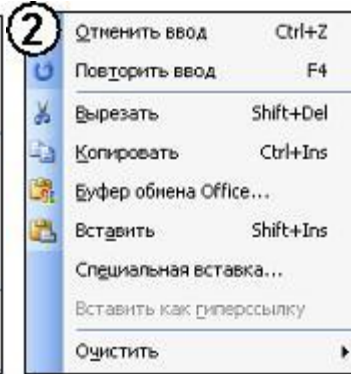 2
Отменить ввод Ctrl+Z
Повторить ввод F4
Вырезать Shift+Del
Копировать Ctrl+Ins
Буфер обмена Office...
Вставить Shift+Ins
Специальная вставка...
Вставить как гиперссылку
Очистить